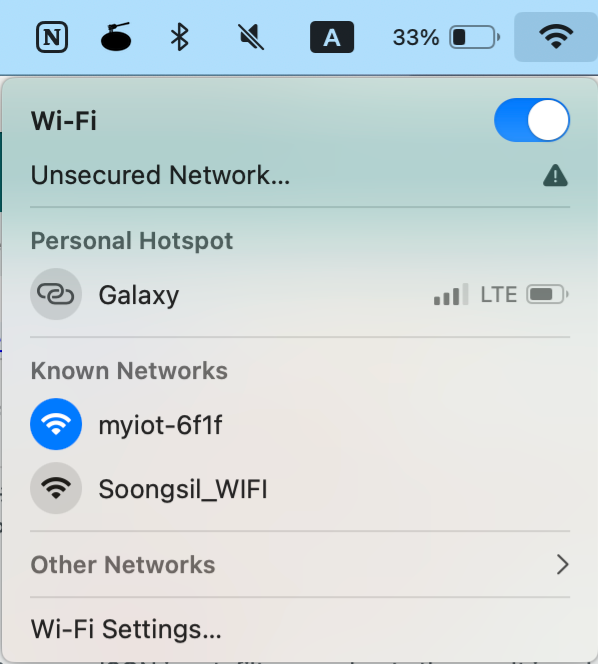 N
A
33%
Wi-Fi
Unsecured Network...
Personal Hotspot
Galaxy
LTE
Known Networks
myiot-6f1f
Soongsil_WIFI
Other Networks
Wi-Fi Settings...